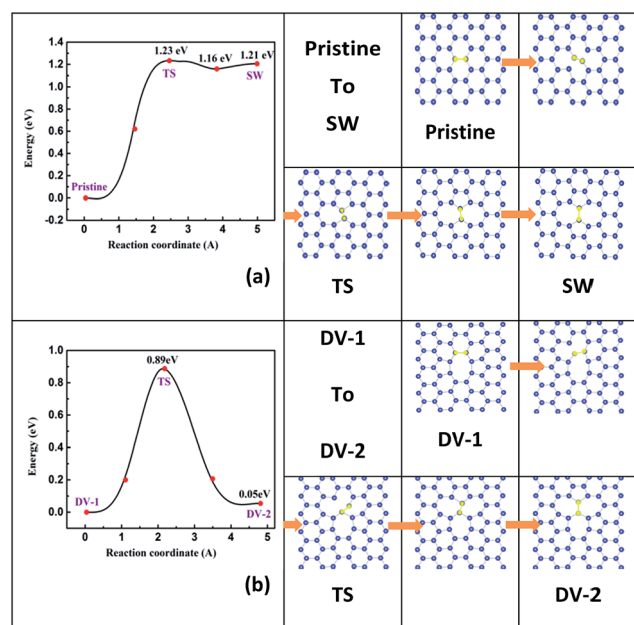 1.4
1.2
1.0
0.8
0.6
0.4
0.2
0.0
-0.2
Energy (eV)
1.23 eV
1.16 eV
1.21 eV
TS
SW
Pristine
0 1 2 3 4 5
Reaction coordinate (A)
(a)
Pristine
To
SW
Pristine
TS
SW
1.0
0.8
0.6
0.4
0.2
0.0
Energy (eV)
0.89eV
TS
DV-1
0.05eV
DV-2
0 1 2 3 4 5
Reaction coordinate (A)
(b)
DV-1
To
DV-2
DV-1
TS
DV-2